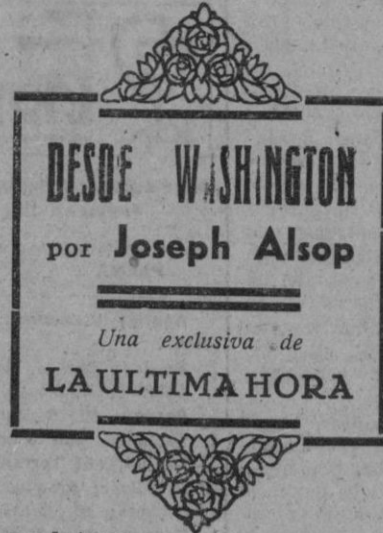 DESDE WASHINGTON
por Joseph Alsop
Una exclusiva de
LA ULTIMA HORA